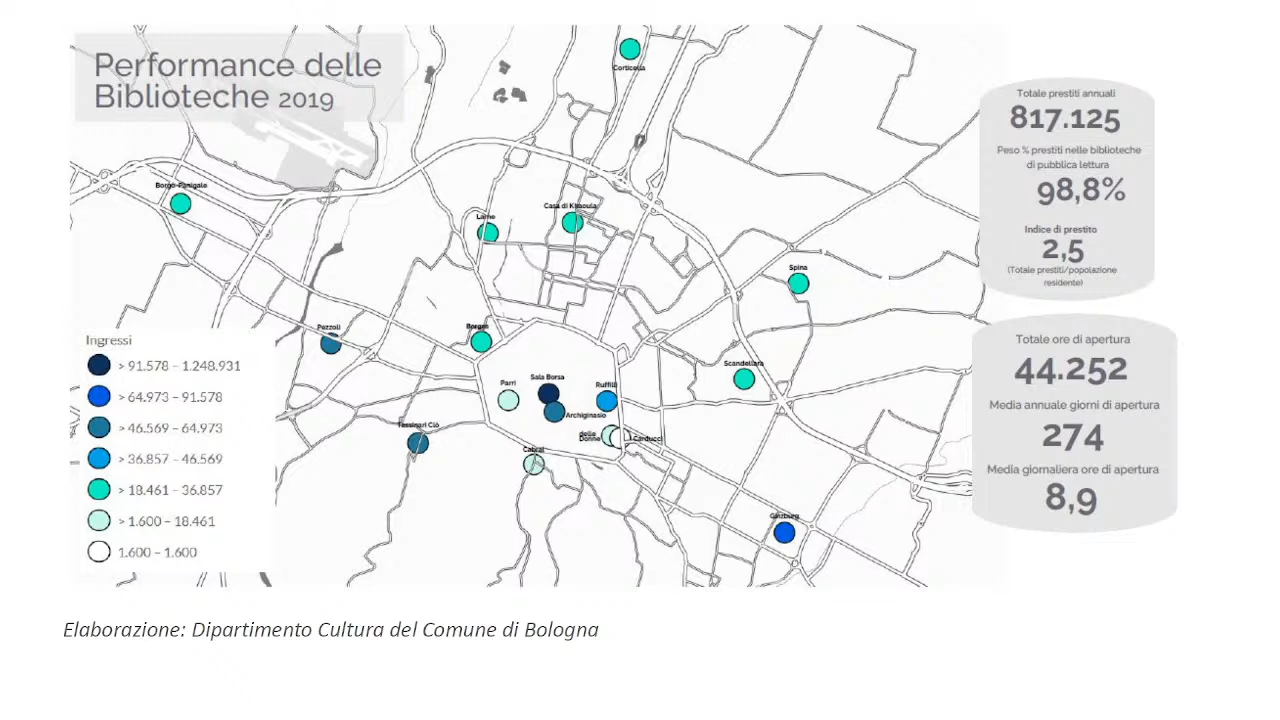 Performance delle
Biblioteche 2019
Corticella
Borgo-Panigale
Lame
Casa di Khaoula
Spina
Pezzoli
Borges
Scandellara
Parri
Sala Borsa
Ruffilli
Archiginasio
Tassinari Clò
delle
Donne
Carducci
Cabral
Ginzburg
Ingressi
> 91.578 – 1.248.931
> 64.973 – 91.578
> 46.569 – 64.973
> 36.857 – 46.569
> 18.461 – 36.857
> 1.600 – 18.461
1.600 – 1.600
Totale prestiti annuali
817.125
Peso % prestiti nelle biblioteche
di pubblica lettura
98,8%
Indice di prestito
2,5
(Totale prestiti/popolazione
residente)
Totale ore di apertura
44.252
Media annuale giorni di apertura
274
Media giornaliera ore di apertura
8,9
Elaborazione: Dipartimento Cultura del Comune di Bologna